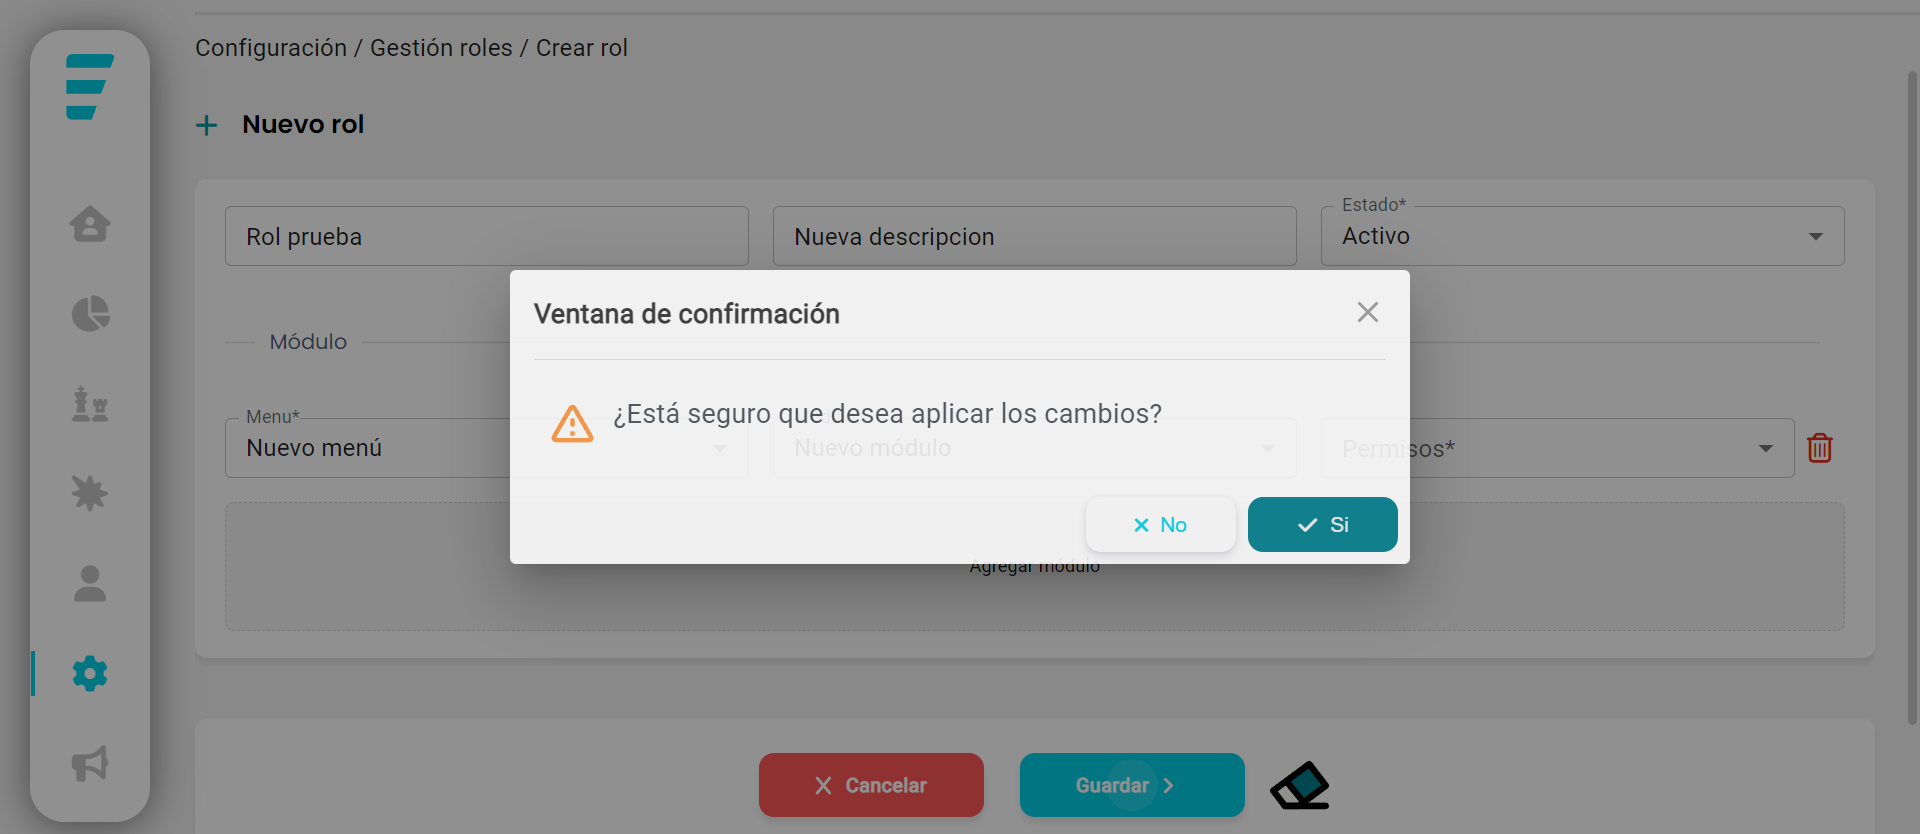 Configuración / Gestión roles / Crear rol
Nuevo rol
Rol prueba
Nueva descripcion
Estado*
Activo
Módulo
Ventana de confirmación
¿Está seguro que desea aplicar los cambios?
Menu*
Nuevo menú
Nuevo módulo
Permisos*
No
Si
Agregar módulo
Cancelar
Guardar